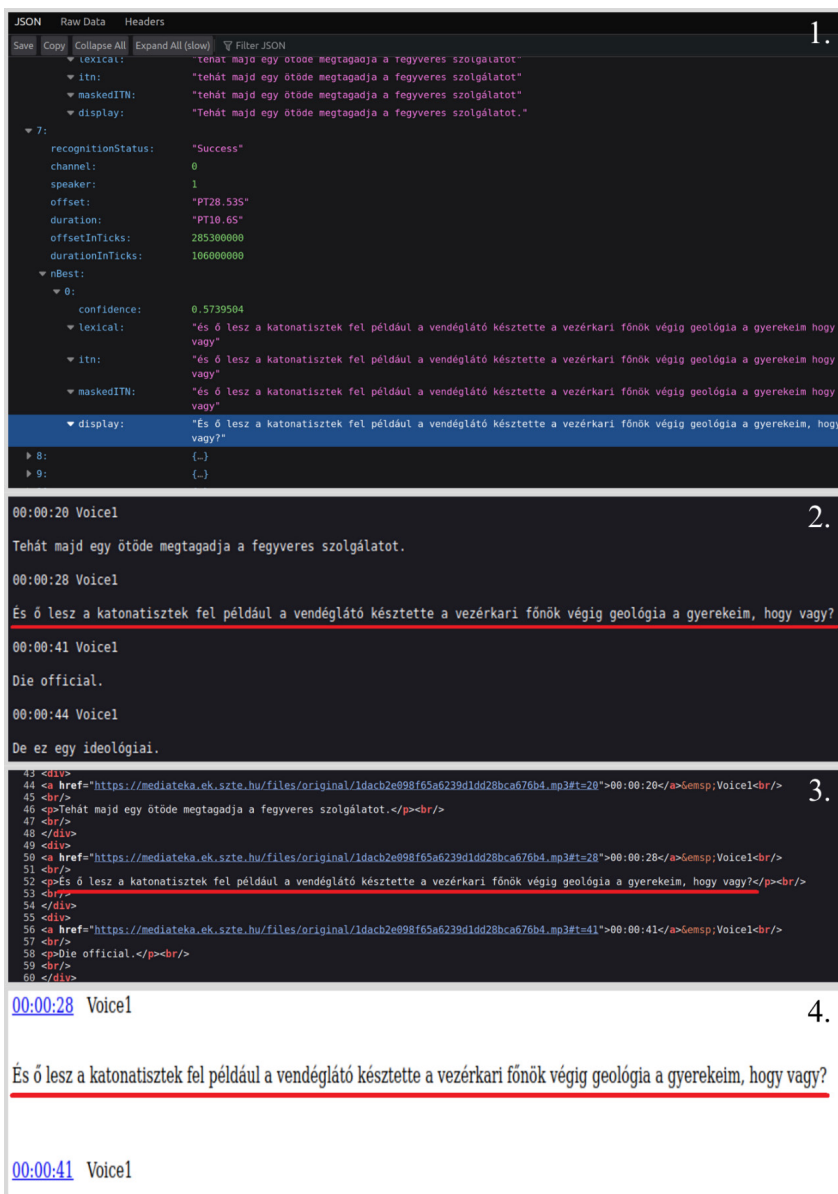 JSON Raw Data Headers
1.
Save Copy Collapse All Expand All (slow) Filter JSON
lexical: "tehát majd egy ötöde megtagadja a fegyveres szolgálatot"
itn: "tehát majd egy ötöde megtagadja a fegyveres szolgálatot"
maskedITN: "tehát majd egy ötöde megtagadja a fegyveres szolgálatot"
display: "Tehát majd egy ötöde megtagadja a fegyveres szolgálatot."
7:
recognitionStatus: "Success"
channel: 0
speaker: 1
offset: "PT28.53S"
duration: "PT10.6S"
offsetInTicks: 285300000
durationInTicks: 106000000
nBest:
0:
confidence: 0.5739504
lexical: "és ő lesz a katonatisztek fel például a vendéglátó késztette a vezérkari főnök végig geológia a gyerekeim hogy
vagy"
itn: "és ő lesz a katonatisztek fel például a vendéglátó késztette a vezérkari főnök végig geológia a gyerekeim hogy
vagy"
maskedITN: "és ő lesz a katonatisztek fel például a vendéglátó késztette a vezérkari főnök végig geológia a gyerekeim hogy
vagy"
display: "És ő lesz a katonatisztek fel például a vendéglátó késztette a vezérkari főnök végig geológia a gyerekeim, hogy
vagy?"
8: {…}
9: {…}
00:00:20 Voice1
2.
Tehát majd egy ötöde megtagadja a fegyveres szolgálatot.
00:00:28 Voice1
És ő lesz a katonatisztek fel például a vendéglátó késztette a vezérkari főnök végig geológia a gyerekeim, hogy vagy?
00:00:41 Voice1
Die official.
00:00:44 Voice1
De ez egy ideológiai.
43 <div>
44 <a href="https://mediateka.ek.szte.hu/files/original/1dacb2e098f65a6239d1dd28bca676b4.mp3#t=20">00:00:20</a>&emsp;Voice1<br/>
3.
45 <br/>
46 <p>Tehát majd egy ötöde megtagadja a fegyveres szolgálatot.</p><br/>
47 <br/>
48 </div>
49 <div>
50 <a href="https://mediateka.ek.szte.hu/files/original/1dacb2e098f65a6239d1dd28bca676b4.mp3#t=28">00:00:28</a>&emsp;Voice1<br/>
51 <br/>
52 <p>És ő lesz a katonatisztek fel például a vendéglátó késztette a vezérkari főnök végig geológia a gyerekeim, hogy vagy?</p><br/>
53 <br/>
54 </div>
55 <div>
56 <a href="https://mediateka.ek.szte.hu/files/original/1dacb2e098f65a6239d1dd28bca676b4.mp3#t=41">00:00:41</a>&emsp;Voice1<br/>
57 <br/>
58 <p>Die official.</p><br/>
59 <br/>
60 </div>
00:00:28 Voice1
4.
És ő lesz a katonatisztek fel például a vendéglátó késztette a vezérkari főnök végig geológia a gyerekeim, hogy vagy?
00:00:41 Voice1